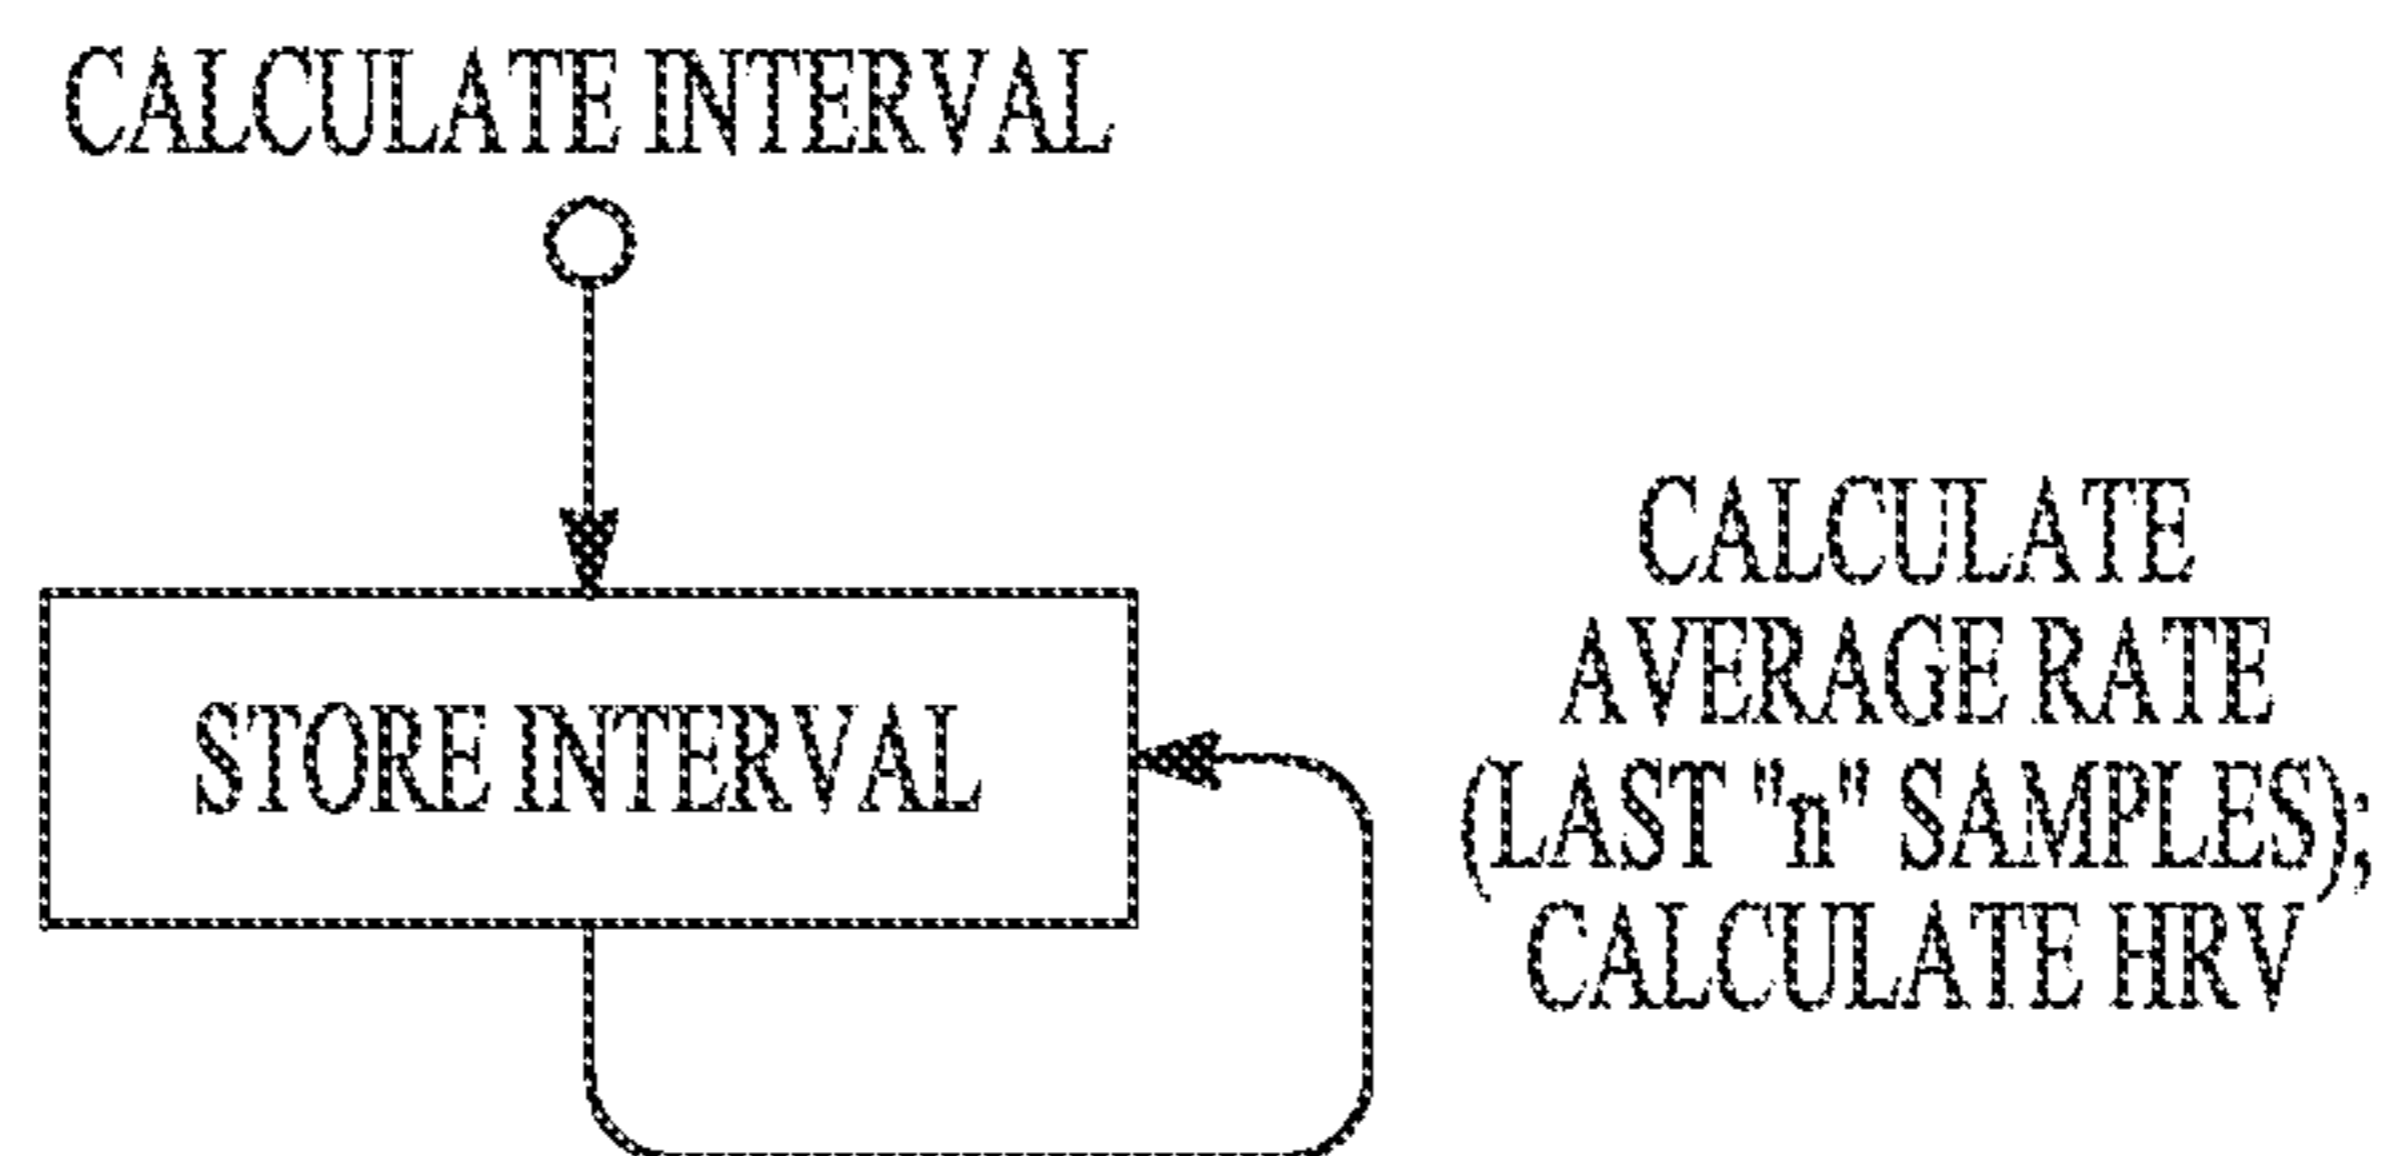 CALCULATE INTERVAL
STORE INTERVAL
CALCULATE
AVERAGE RATE
(LAST "n" SAMPLES);
CALCULATE HRV